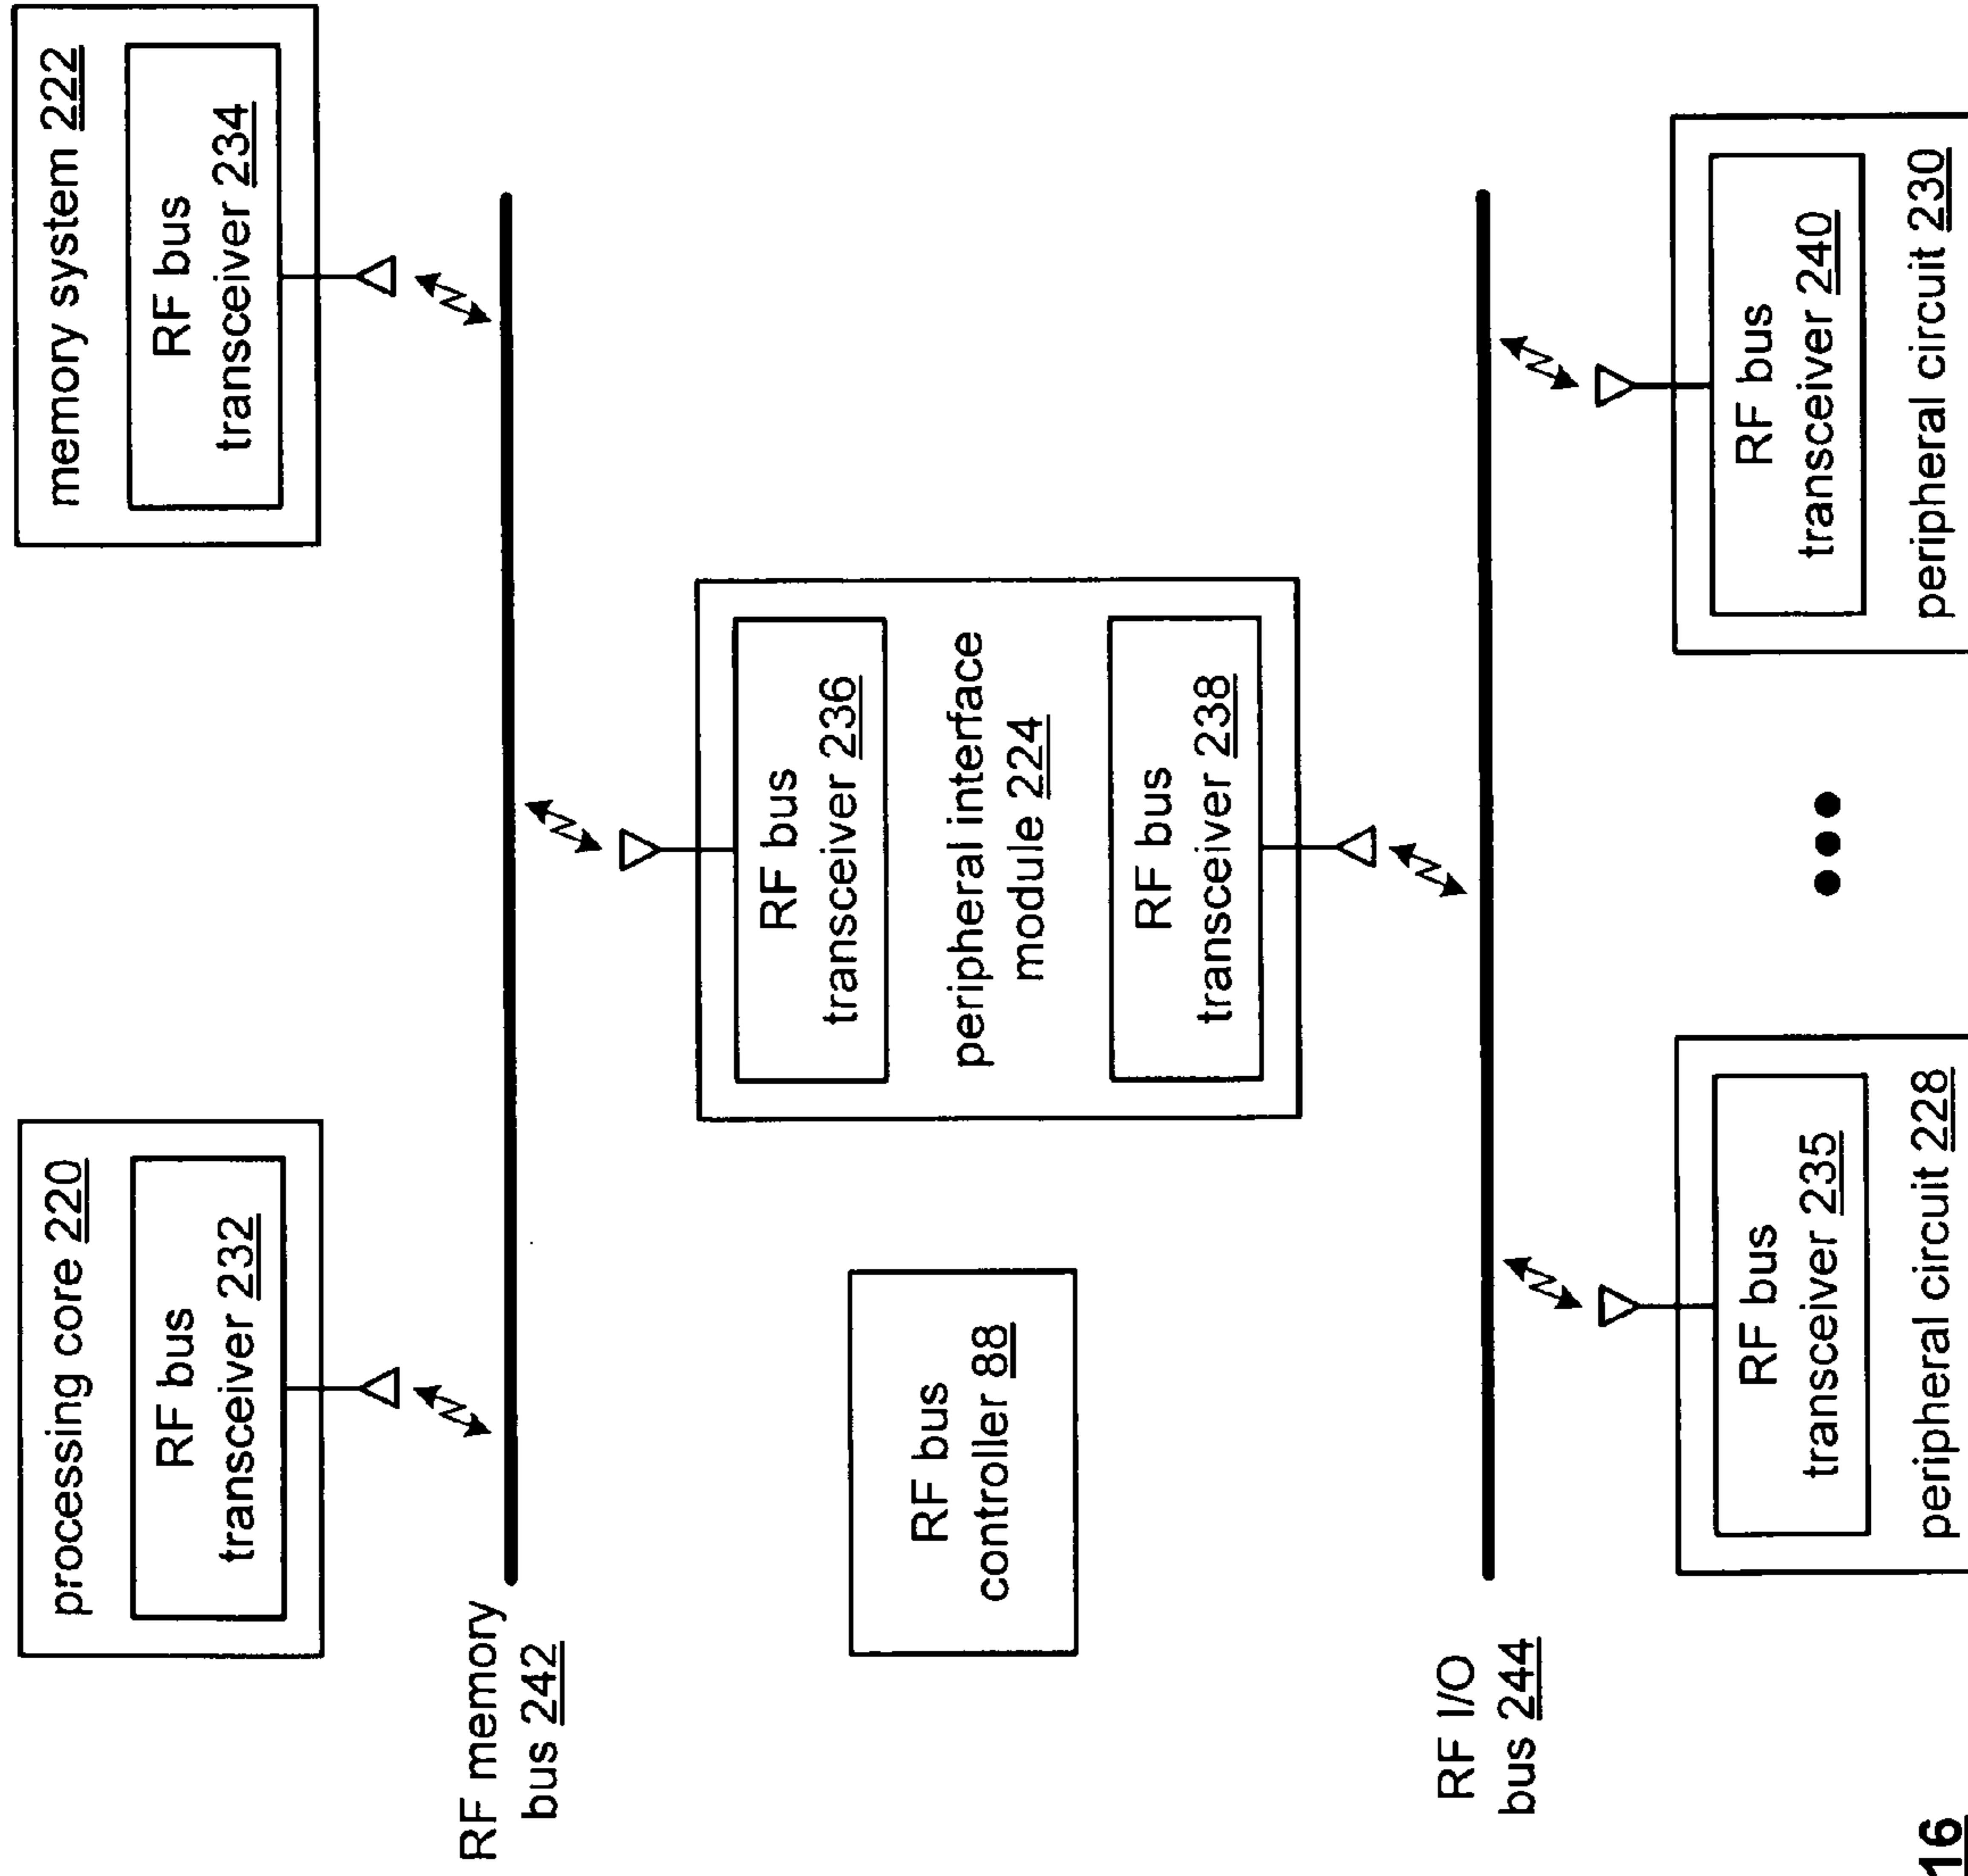 processing core 220
RF bus
transceiver 232
memory system 222
RF bus
transceiver 234
RF memory
bus 242
RF bus
transceiver 236
peripheral interface
module 224
RF bus
transceiver 238
RF bus
controller 88
RF I/O
bus 244
RF bus
transceiver 235
peripheral circuit 228
RF bus
transceiver 240
peripheral circuit 230
16